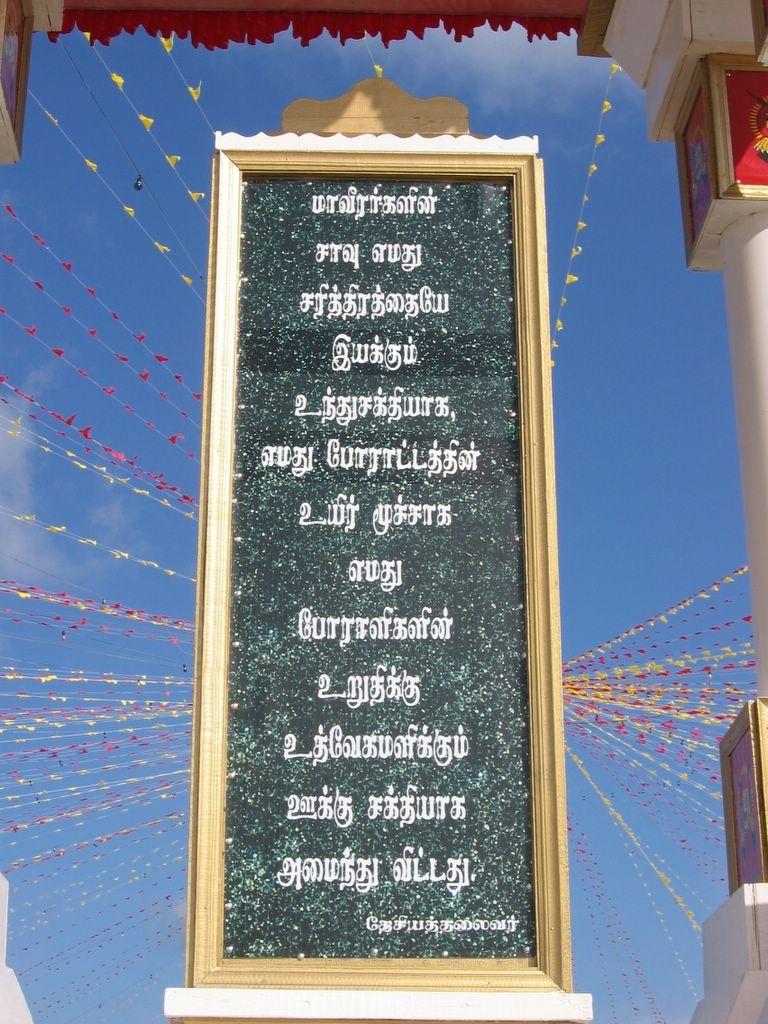 மாவீரர்களின்
சாவு எமது
சரித்திரத்தையே
இயக்கும்
உந்துசக்தியாக,
எமது போராட்டத்தின்
உயிர் மூச்சாக
எமது
போராளிகளின்
உறுதிக்கு
உத்வேகமளிக்கும்
ஊக்கு சக்தியாக
அமைந்து விட்டது.
தேசியத்தலைவர்